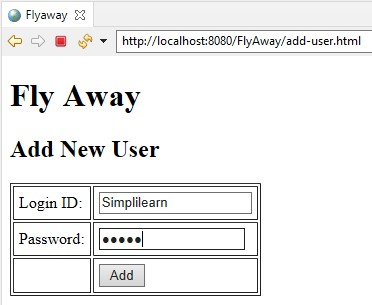 Flyaway
http://localhost:8080/FlyAway/add-user.html
Fly Away
Add New User
Login ID: Simplilearn
Password: ●●●●●
Add